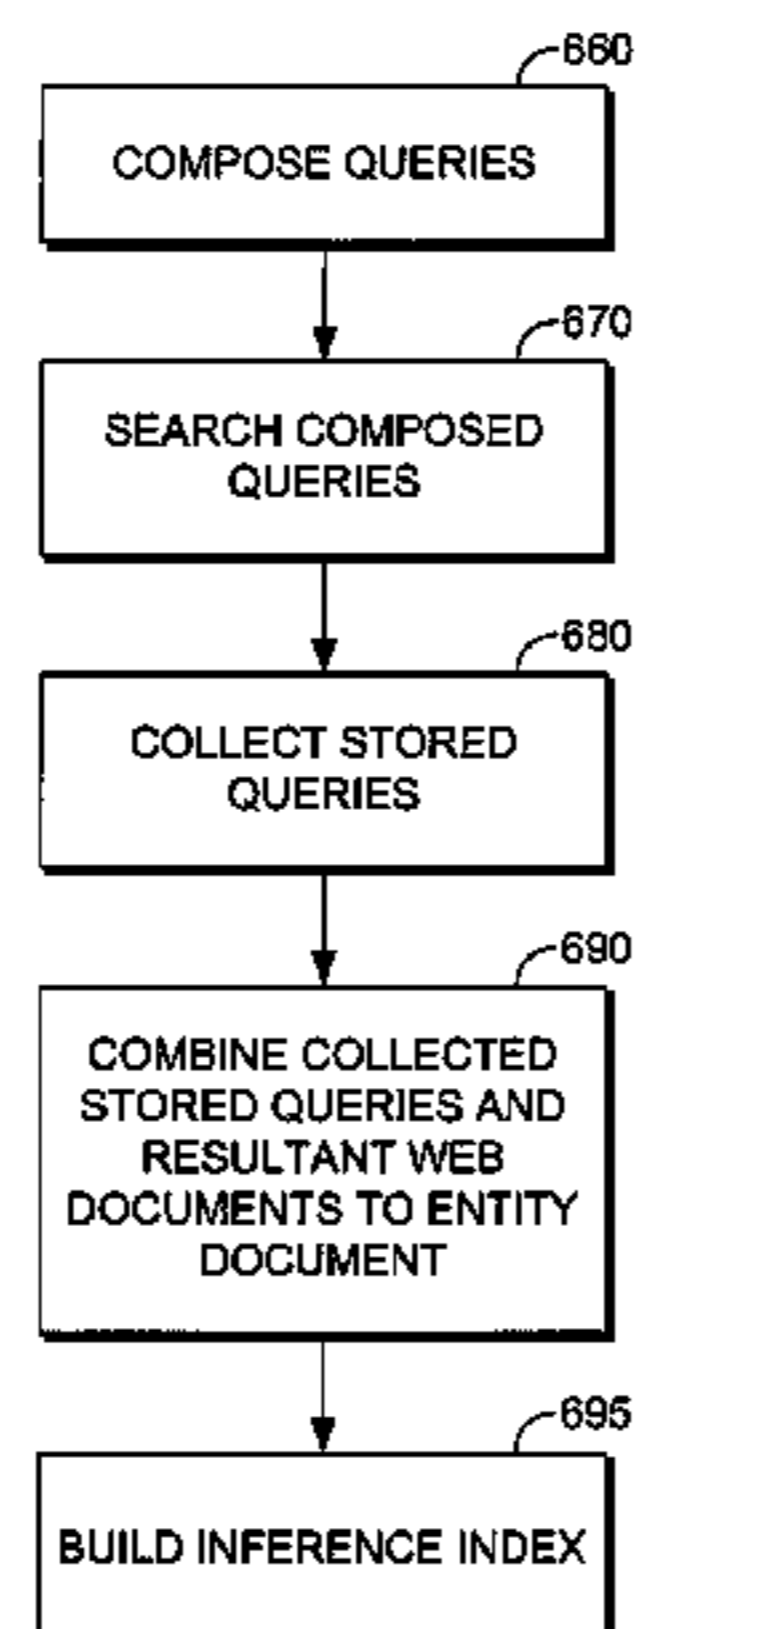 660
COMPOSE QUERIES
670
SEARCH COMPOSED
QUERIES
680
COLLECT STORED
QUERIES
690
COMBINE COLLECTED
STORED QUERIES AND
RESULTANT WEB
DOCUMENTS TO ENTITY
DOCUMENT
695
BUILD INFERENCE INDEX